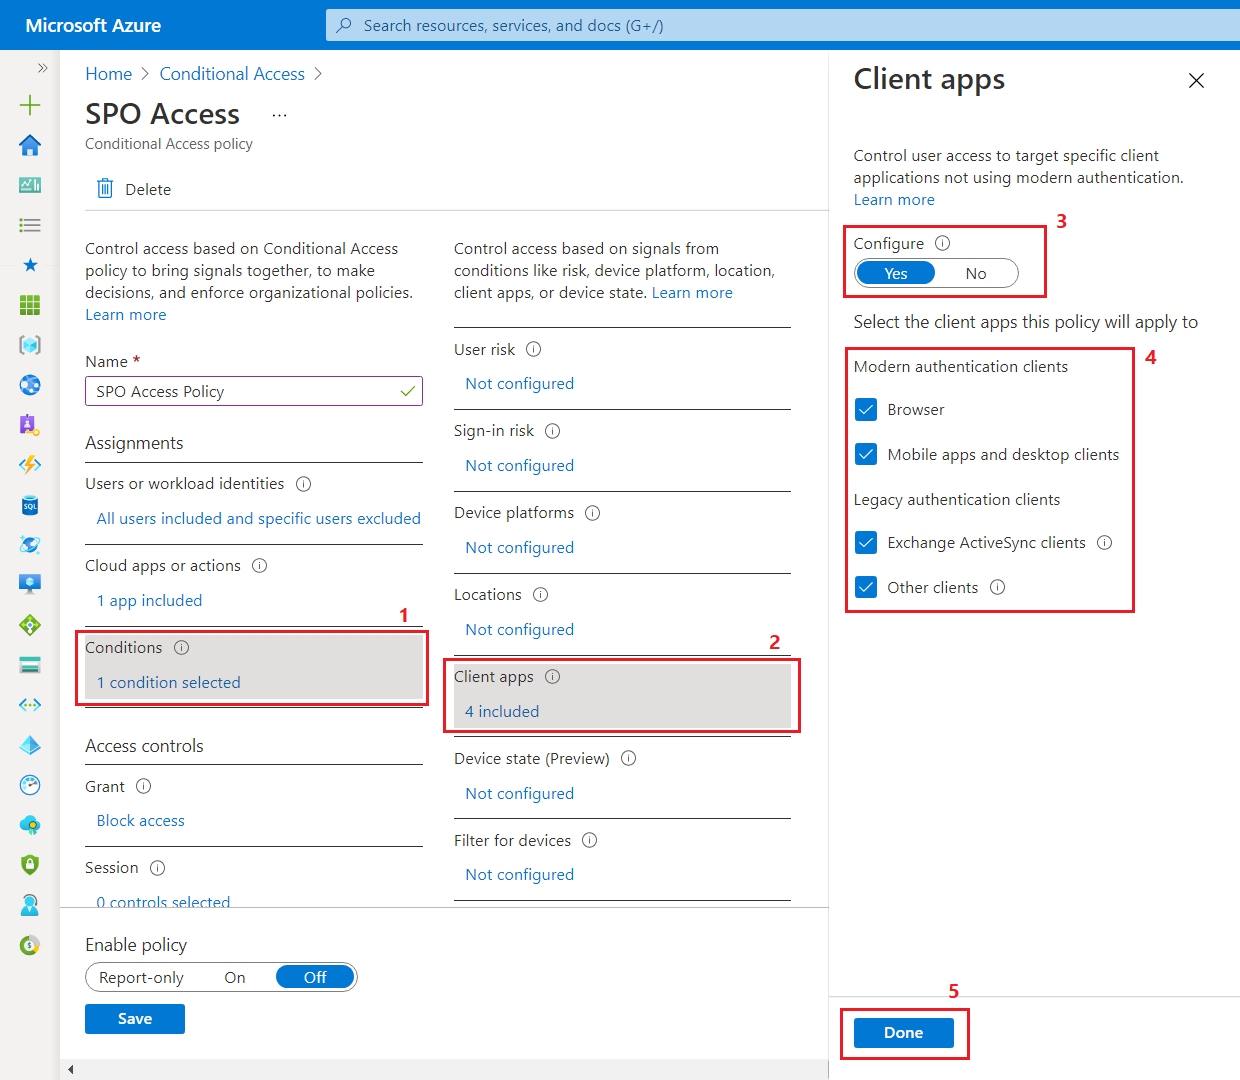 Microsoft Azure
Search resources, services, and docs (G+/)
Home > Conditional Access >
SPO Access ...
Conditional Access policy
Delete
Control access based on Conditional Access
policy to bring signals together, to make
decisions, and enforce organizational policies.
Learn more
Name *
SPO Access Policy
Assignments
Users or workload identities
All users included and specific users excluded
Cloud apps or actions
1 app included
1
Conditions
1 condition selected
Access controls
Grant
Block access
Session
0 controls selected
Enable policy
Report-only On Off
Save
Control access based on signals from
conditions like risk, device platform, location,
client apps, or device state. Learn more
User risk
Not configured
Sign-in risk
Not configured
Device platforms
Not configured
Locations
Not configured
2
Client apps
4 included
Device state (Preview)
Not configured
Filter for devices
Not configured
Client apps
Control user access to target specific client
applications not using modern authentication.
Learn more
3
Configure
Yes No
Select the client apps this policy will apply to
4
Modern authentication clients
Browser
Mobile apps and desktop clients
Legacy authentication clients
Exchange ActiveSync clients
Other clients
5
Done
SQL